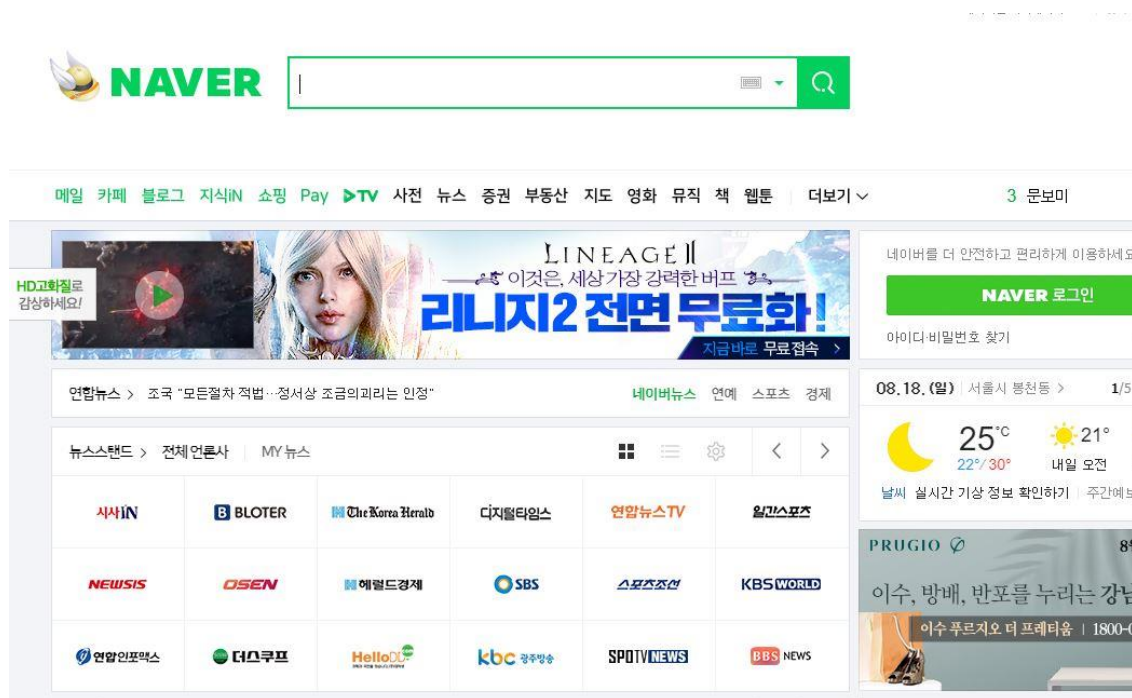 NAVER
메일 카페 블로그 지식iN 쇼핑 Pay TV 사전 뉴스 증권 부동산 지도 영화 뮤직 책 웹툰 더보기
3 문보미
HD고화질로
감상하세요!
LINEAGE II
이것은, 세상 가장 강력한 버프
리니지2 전면 무료화!
지금 바로 무료 접속 >
네이버를 더 안전하고 편리하게 이용하세요
NAVER 로그인
아이디·비밀번호 찾기
연합뉴스 > 조국 "모든절차 적법…정서상 조금의괴리는 인정"
네이버뉴스 연예 스포츠 경제
08.18.(일) 서울시 봉천동 > 1/5
뉴스스탠드 > 전체 언론사 MY 뉴스
25°C 21°
22°/30° 내일 오전
날씨 실시간 기상 정보 확인하기 주간예보
시사IN BLOTER The Korea Herald 디지털타임스 연합뉴스TV 일간스포츠
NEWSIS OSEN 헤럴드경제 SBS 스포츠조선 KBS WORLD
연합인포맥스 더스쿠프 HelloDD kbc 광주방송 SPOTV NEWS BBS NEWS
PRUGIO
이수, 방배, 반포를 누리는 강남
이수 푸르지오 더 프레티움 | 1800-0